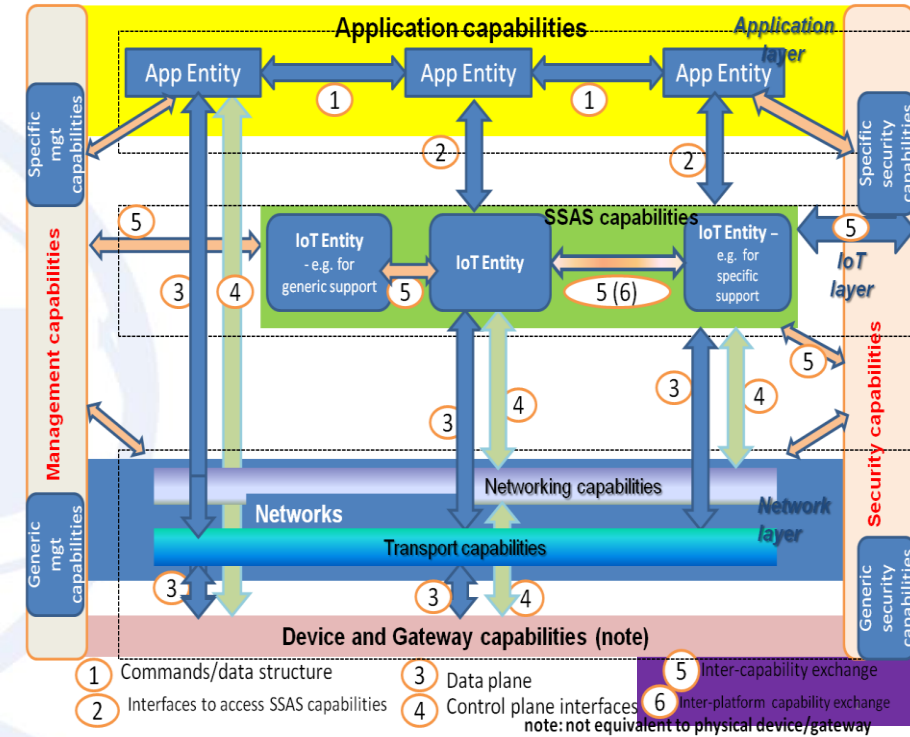 Application capabilities
Application
layer
App Entity
App Entity
App Entity
1
1
Specific
mgt
capabilities
Specific
security
capabilities
2
2
SSAS capabilities
5
5
IoT
layer
IoT Entity
- e.g. for
generic support
IoT Entity
IoT Entity –
e.g. for
specific
support
5
5 (6)
3
4
Management capabilities
Security capabilities
5
3
4
3
4
Networking capabilities
Networks
Network
layer
Transport capabilities
Generic
mgt
capabilities
Generic
security
capabilities
3
3
4
Device and Gateway capabilities (note)
1 Commands/data structure
2 Interfaces to access SSAS capabilities
3 Data plane
4 Control plane interfaces
5 Inter-capability exchange
6 Inter-platform capability exchange
note: not equivalent to physical device/gateway